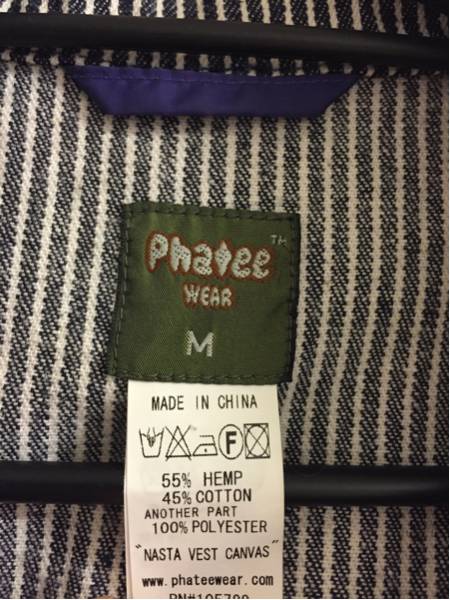 Phatee TM
WEAR
M
MADE IN CHINA
F
55% HEMP
45% COTTON
ANOTHER PART
100% POLYESTER
"NASTA VEST CANVAS"
www.phateewear.com